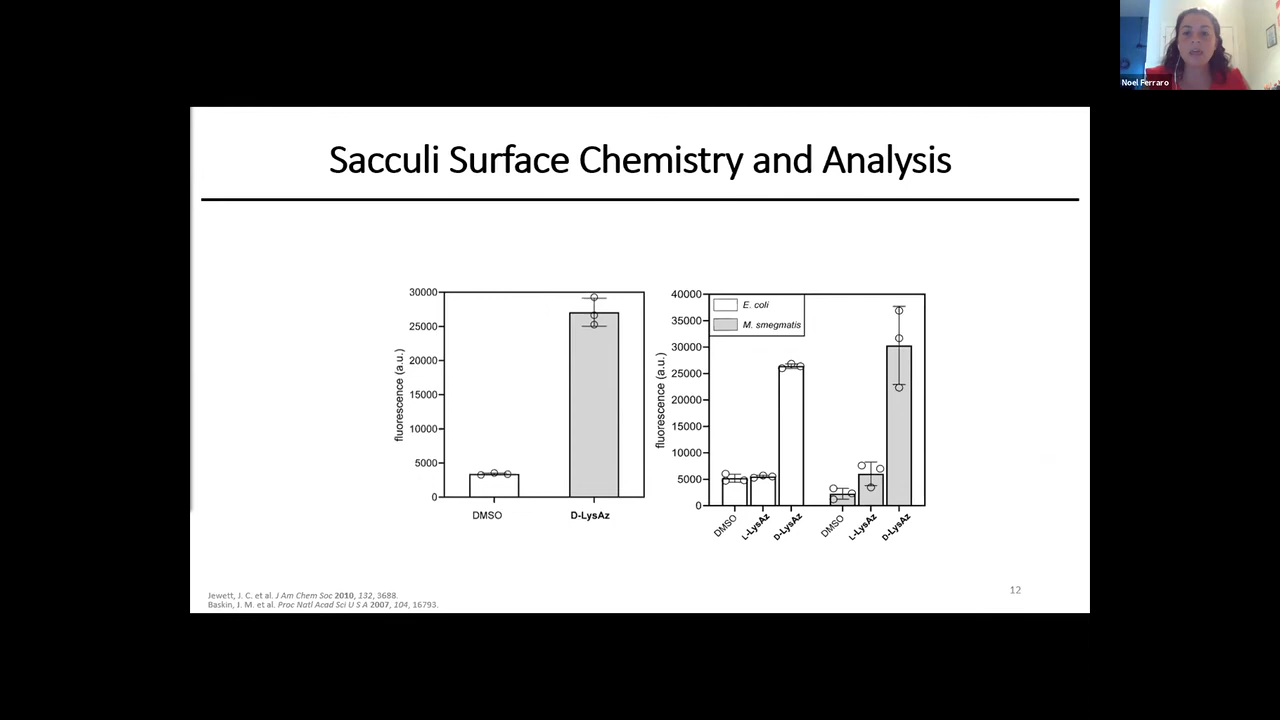 Noel Ferraro
Sacculi Surface Chemistry and Analysis
30000
25000
20000
15000
10000
5000
0
fluorescence (a.u.)
DMSO
D-LysAz
40000
35000
30000
25000
20000
15000
10000
5000
0
fluorescence (a.u.)
E. coli
M. smegmatis
DMSO
L-LysAz
D-LysAz
DMSO
L-LysAz
D-LysAz
Jewett, J. C. et al. J Am Chem Soc 2010, 132, 3688.
Baskin, J. M. et al. Proc Natl Acad Sci U S A 2007, 104, 16793.
12